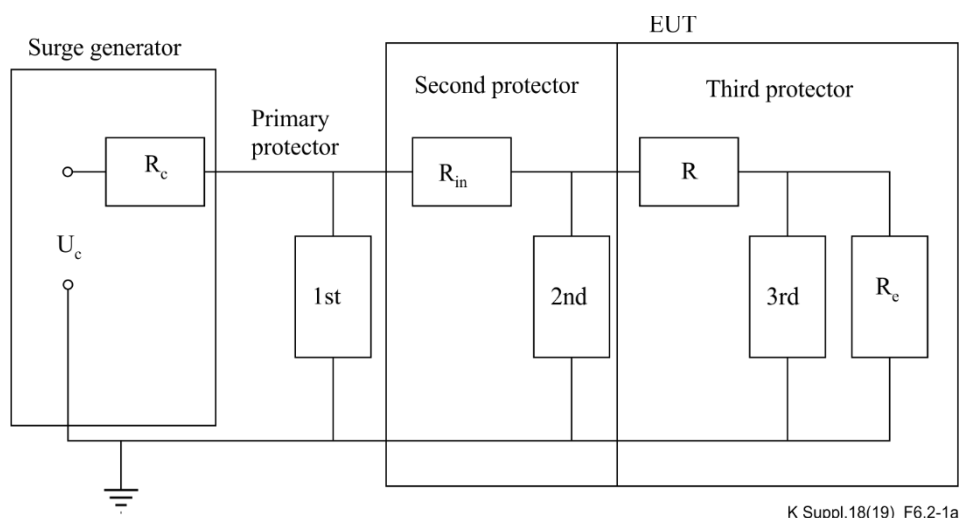 EUT
Surge generator
Second protector
Third protector
Primary
protector
R_c
R_in
R
U_c
1st
2nd
3rd
R_e
K Suppl.18(19)_F6.2-1a